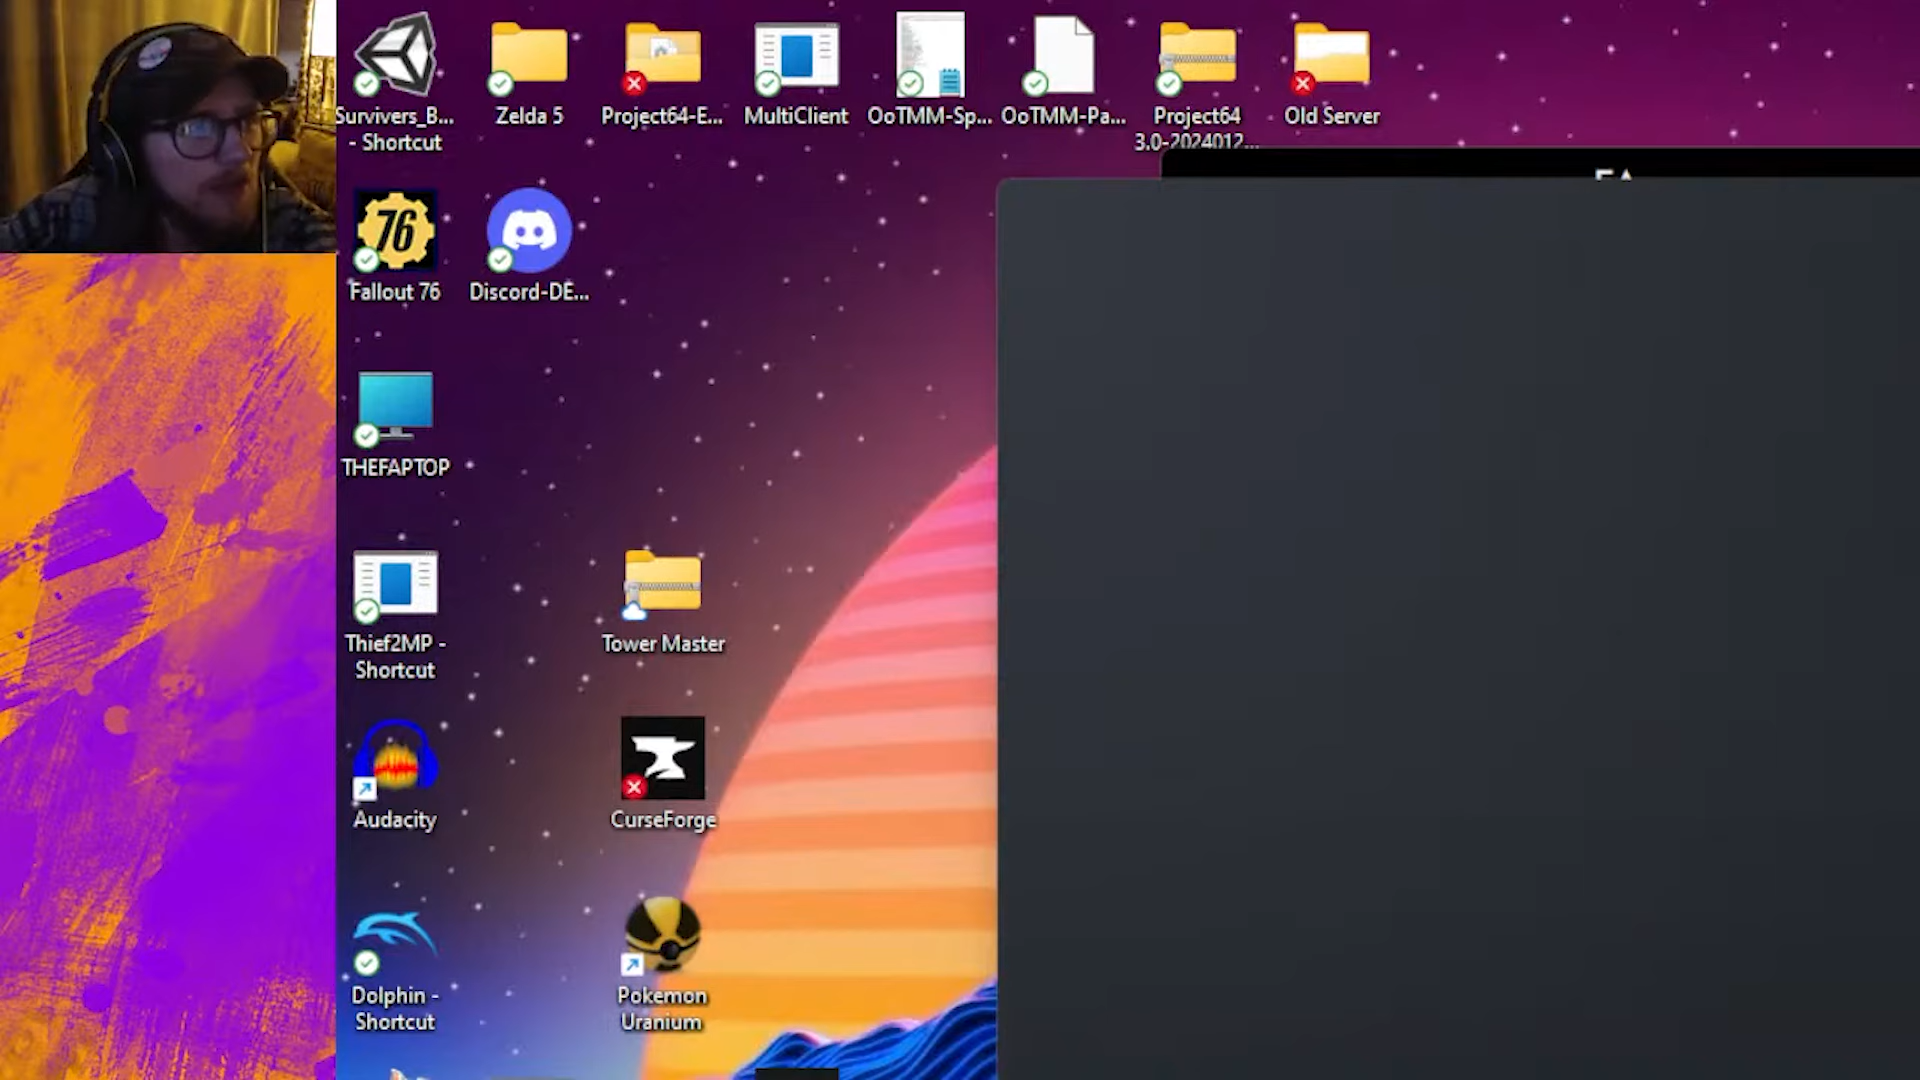 Survivers_B...
- Shortcut
Zelda 5
Project64-E...
MultiClient
OoTMM-Sp...
OoTMM-Pa...
Project64
3.0-2024012...
Old Server
76
Fallout 76
Discord-DE...
THEFAPTOP
Thief2MP -
Shortcut
Tower Master
Audacity
CurseForge
Dolphin -
Shortcut
Pokemon
Uranium